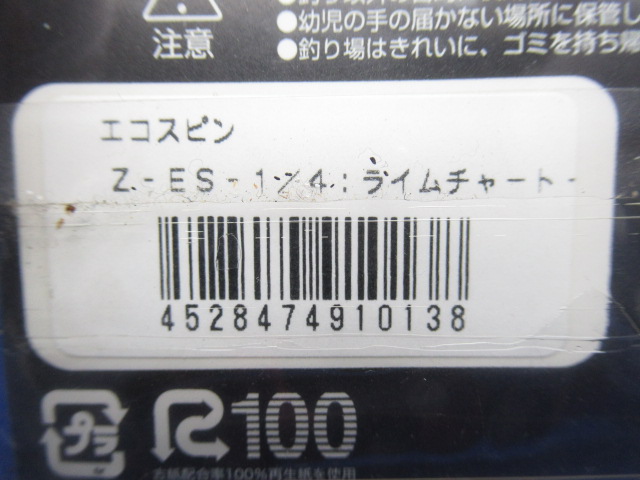 注意
●幼児の手の届かない場所に保管し
●釣り場はきれいに、ゴミを持ち帰
エコスピン
Z-ES-1/4:ライムチャート-
4528474910138
プラ
R100
古紙配合率100%再生紙を使用